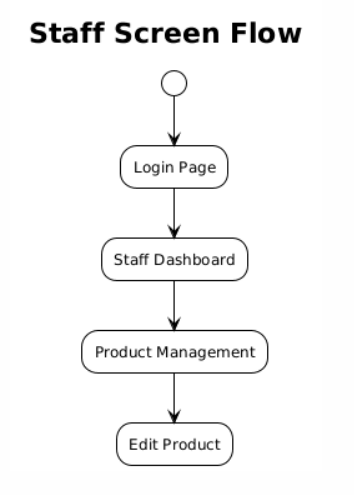 Staff Screen Flow
Login Page
Staff Dashboard
Product Management
Edit Product